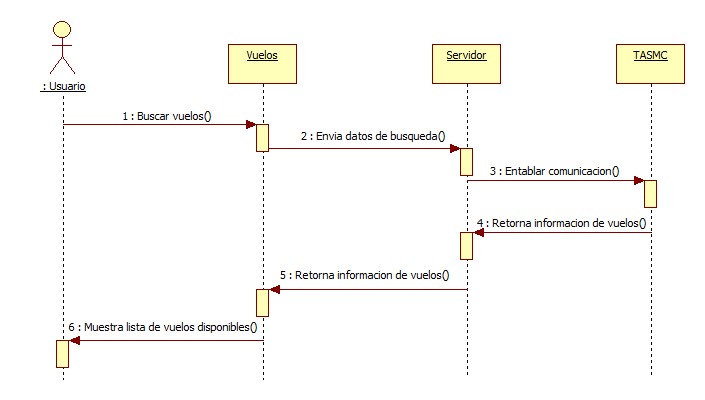 Vuelos
Servidor
TASMC
: Usuario
1 : Buscar vuelos()
2 : Envia datos de busqueda()
3 : Entablar comunicacion()
4 : Retorna informacion de vuelos()
5 : Retorna informacion de vuelos()
6 : Muestra lista de vuelos disponibles()